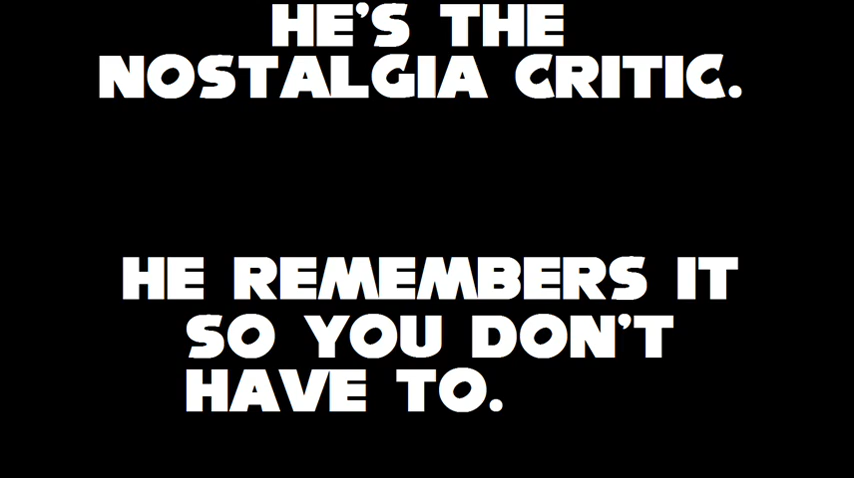 HE'S THE
NOSTALGIA CRITIC.
HE REMEMBERS IT
SO YOU DON'T
HAVE TO.